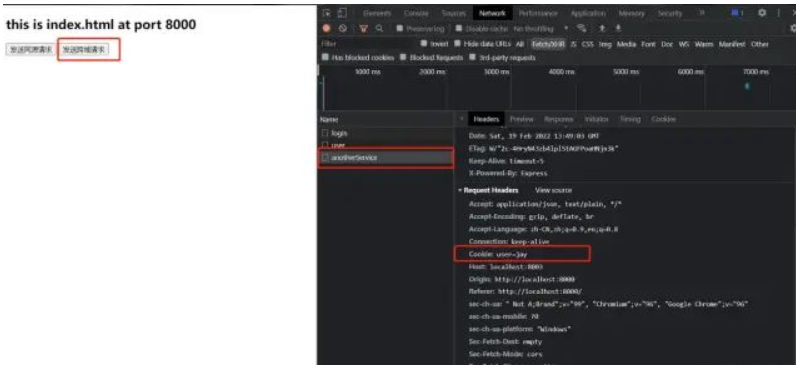 this is index.html at port 8000
发送同源请求 发送跨域请求
Elements Console Sources Network Performance Application Memory Security
Preserve log Disable cache No throttling
Filter Invert Hide data URLs All Fetch/XHR JS CSS Img Media Font Doc WS Wasm Manifest Other
Has blocked cookies Blocked Requests 3rd-party requests
1000 ms 2000 ms 3000 ms 4000 ms 5000 ms 6000 ms 7000 ms
Name
login
user
anotherService
Headers Preview Response Initiator Timing Cookies
Date: Sat, 19 Feb 2022 13:49:03 GMT
Keep-Alive: timeout=5
X-Powered-By: Express
Request Headers View source
Accept: application/json, text/plain, */*
Accept-Encoding: gzip, deflate, br
Accept-Language: zh-CN,zh;q=0.9,en;q=0.8
Connection: keep-alive
Cookie: user=jay
Host: localhost:8003
Origin: http://localhost:8000
Referer: http://localhost:8000/
sec-ch-ua: " Not A;Brand";v="99", "Chromium";v="96", "Google Chrome";v="96"
sec-ch-ua-mobile: ?0
sec-ch-ua-platform: "Windows"
Sec-Fetch-Dest: empty
Sec-Fetch-Mode: cors